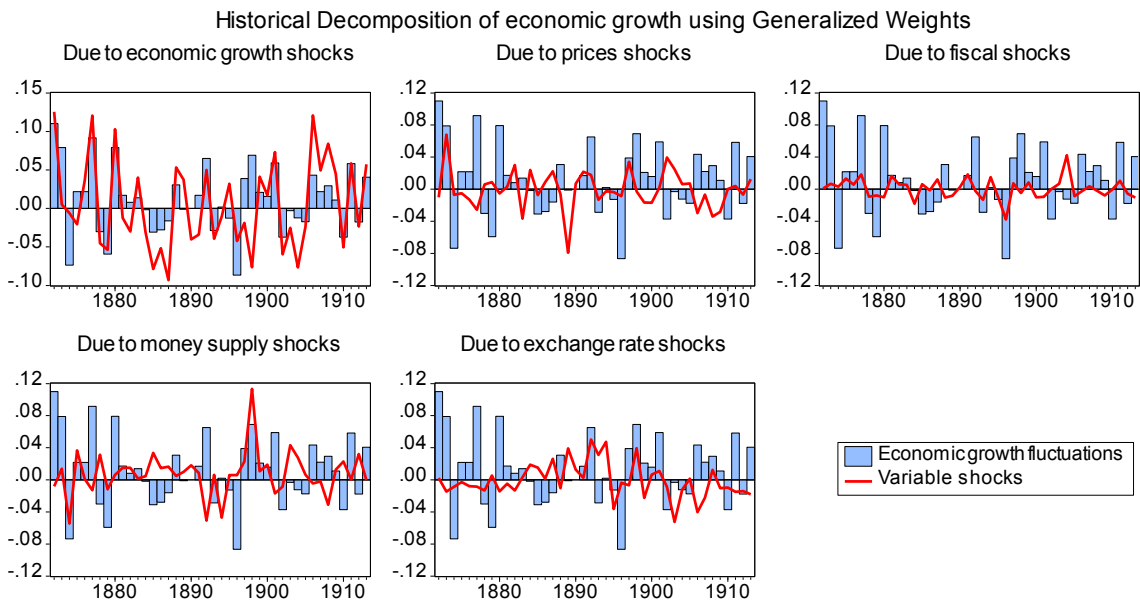 Historical Decomposition of economic growth using Generalized Weights
Due to economic growth shocks
.15
.10
.05
.00
-.05
-.10
1880 1890 1900 1910
Due to prices shocks
.12
.08
.04
.00
-.04
-.08
-.12
1880 1890 1900 1910
Due to fiscal shocks
.12
.08
.04
.00
-.04
-.08
-.12
1880 1890 1900 1910
Due to money supply shocks
.12
.08
.04
.00
-.04
-.08
-.12
1880 1890 1900 1910
Due to exchange rate shocks
.12
.08
.04
.00
-.04
-.08
-.12
1880 1890 1900 1910
Economic growth fluctuations
Variable shocks